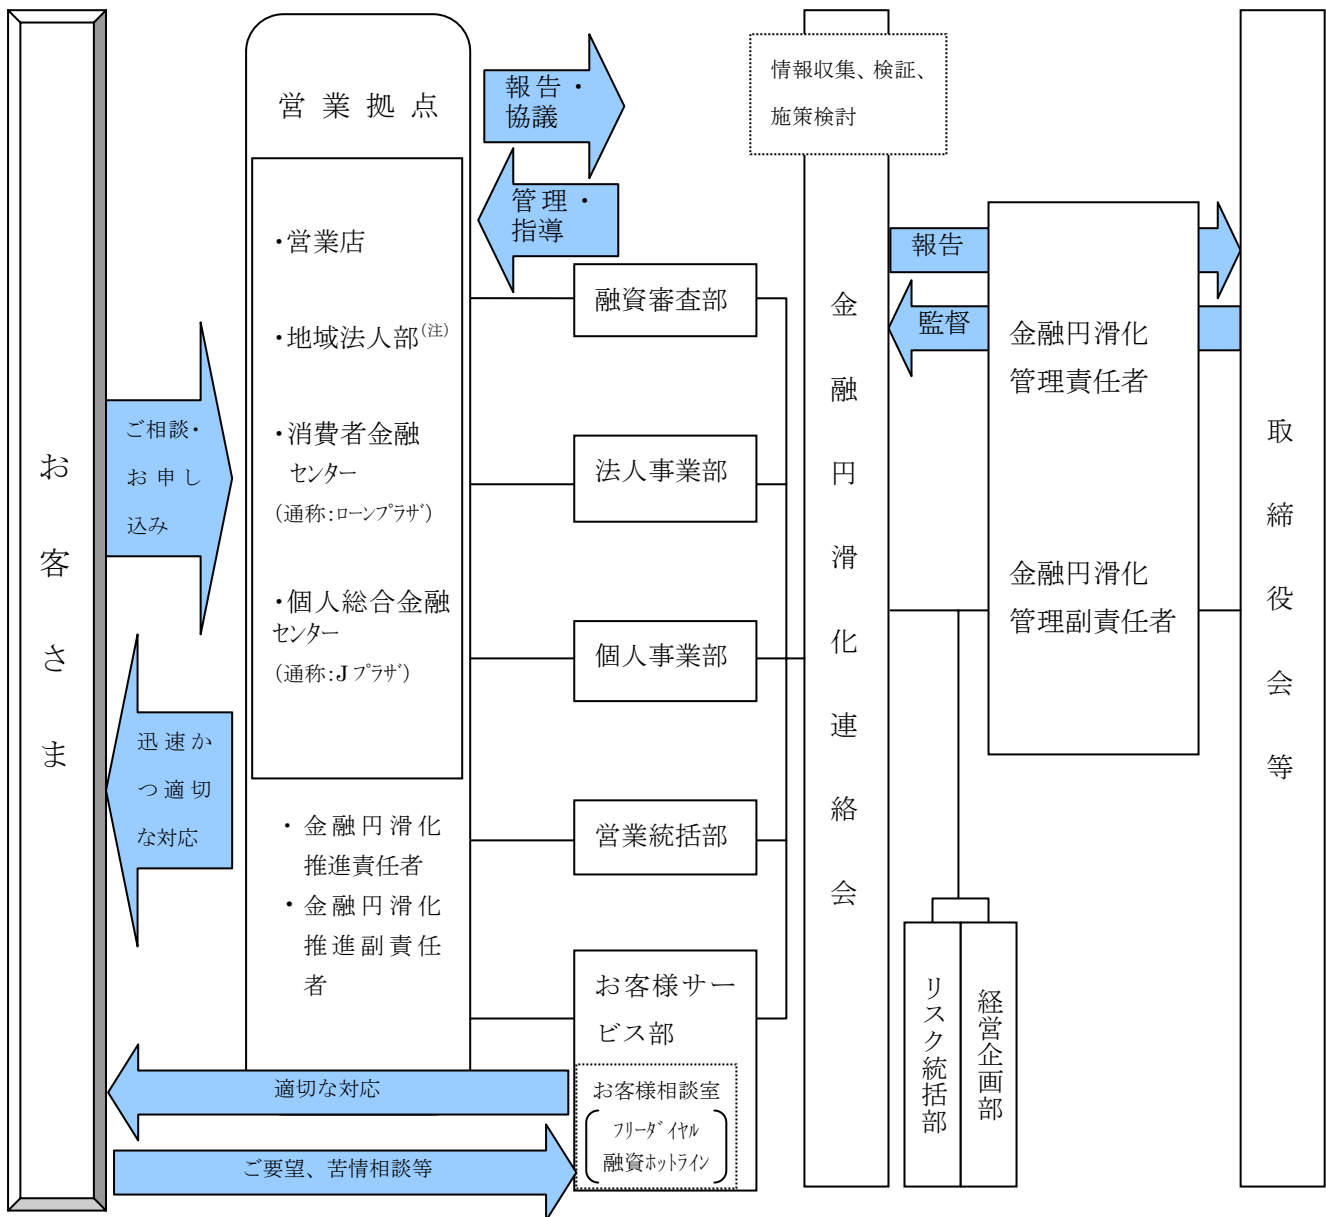 お客さま
ご相談・
お申し
込み
迅速か
つ適切
な対応
営業拠点
・営業店
・地域法人部(注)
・消費者金融
センター
(通称:ローンプラザ)
・個人総合金融
センター
(通称:Jプラザ)
・金融円滑化
推進責任者
・金融円滑化
推進副責任
者
報告・
協議
管理・
指導
融資審査部
法人事業部
個人事業部
営業統括部
お客様サー
ビス部
お客様相談室
フリーダイヤル
融資ホットライン
適切な対応
ご要望、苦情相談等
情報収集、検証、
施策検討
金融円滑化連絡会
報告
監督
金融円滑化
管理責任者
金融円滑化
管理副責任者
リスク統括部
経営企画部
取締役会等